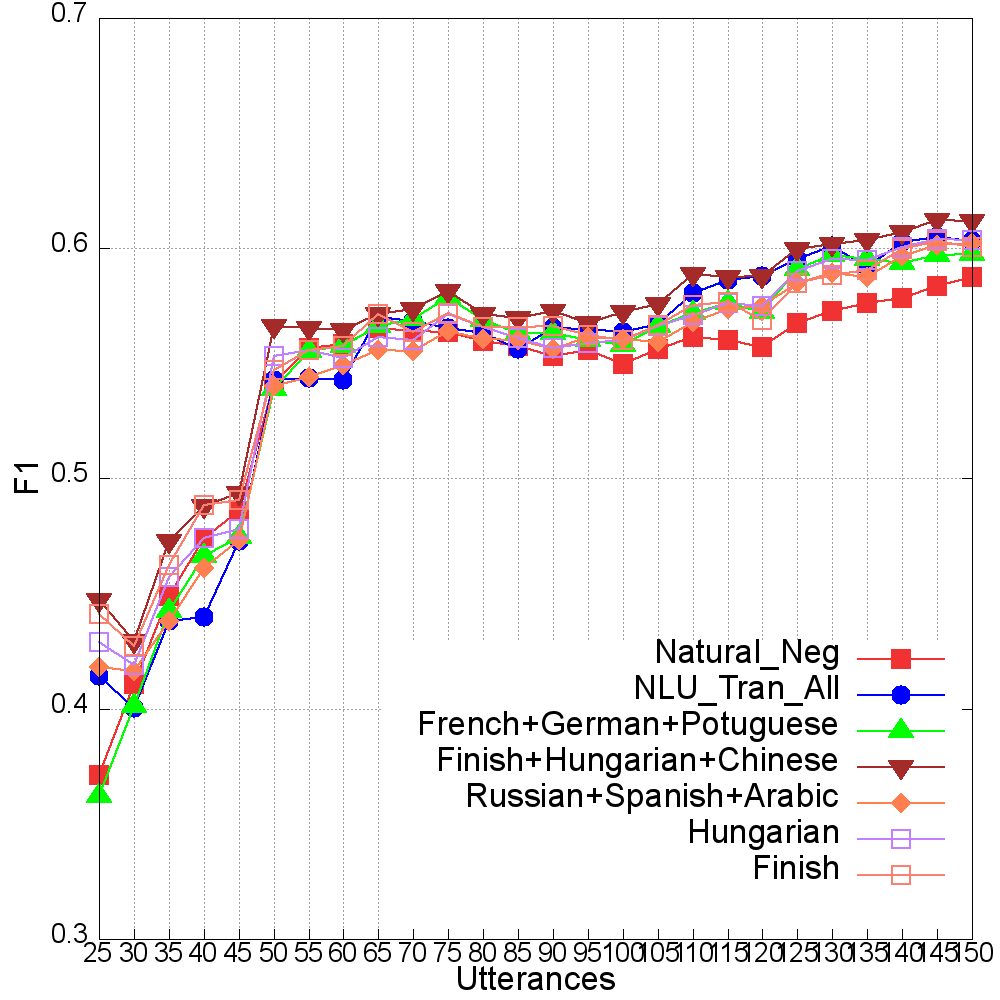 0.7
0.6
0.5
0.4
0.3
F1
Natural_Neg
NLU_Tran_All
French+German+Potuguese
Finish+Hungarian+Chinese
Russian+Spanish+Arabic
Hungarian
Finish
25 30 35 40 45 50 55 60 65 70 75 80 85 90 95 100 105 110 115 120 125 130 135 140 145 150
Utterances